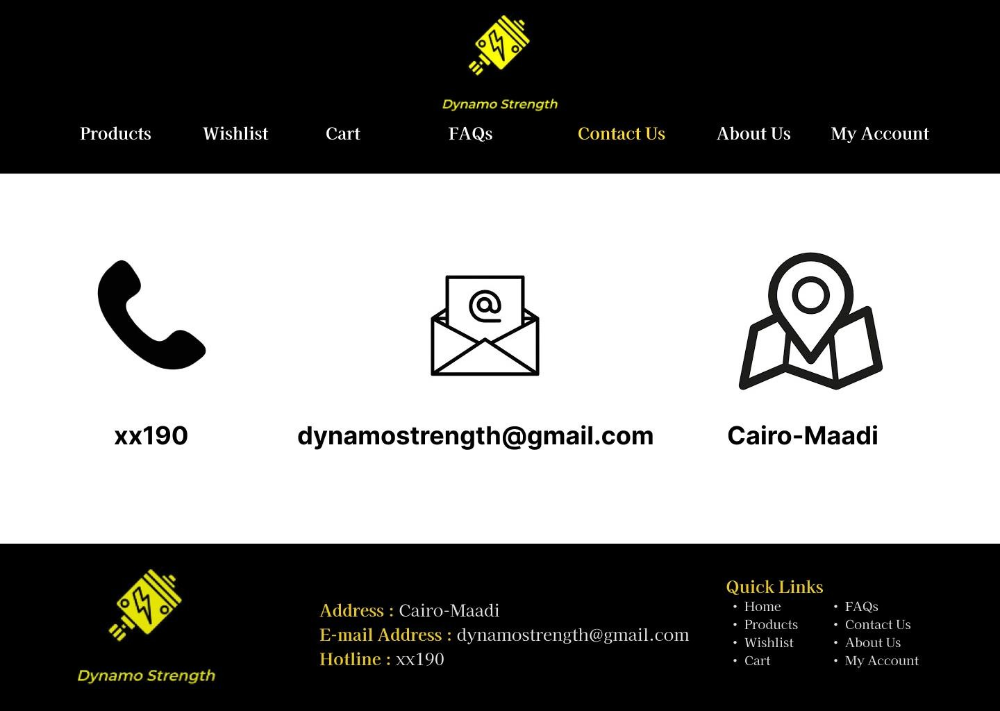 Dynamo Strength
Products Wishlist Cart FAQs Contact Us About Us My Account
@
xx190 dynamostrength@gmail.com Cairo-Maadi
Dynamo Strength
Address : Cairo-Maadi
E-mail Address : dynamostrength@gmail.com
Hotline : xx190
Quick Links
• Home
• Products
• Wishlist
• Cart
• FAQs
• Contact Us
• About Us
• My Account